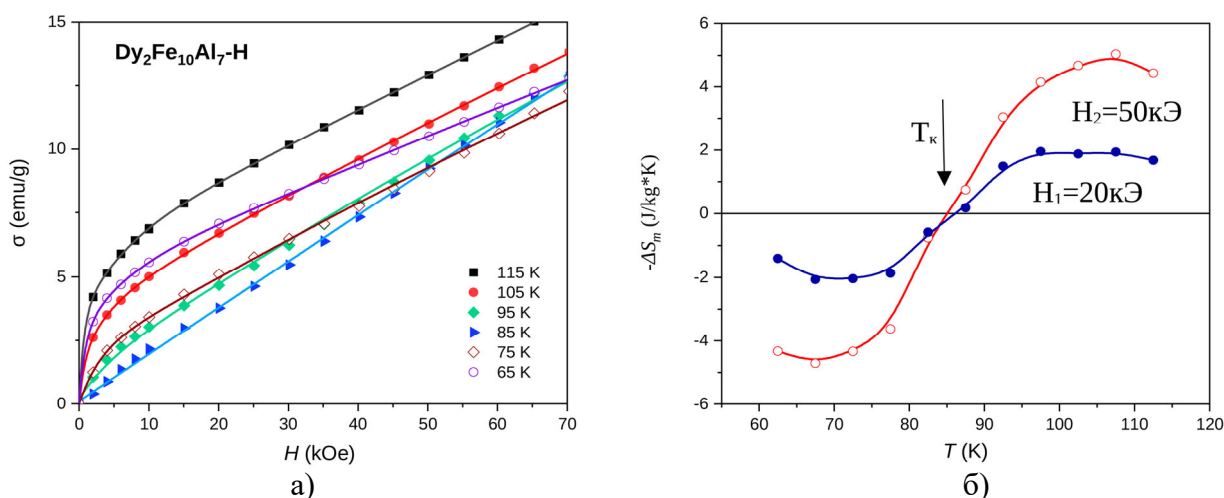 Dy₂Fe₁₀Al₇-H
σ (emu/g)
15
10
5
0
115 K
105 K
95 K
85 K
75 K
65 K
0 10 20 30 40 50 60 70
H (kOe)
а)
-ΔSₘ (J/kg*K)
6
4
2
0
-2
-4
-6
Tк
H₂=50кЭ
H₁=20кЭ
60 70 80 90 100 110 120
T (K)
б)